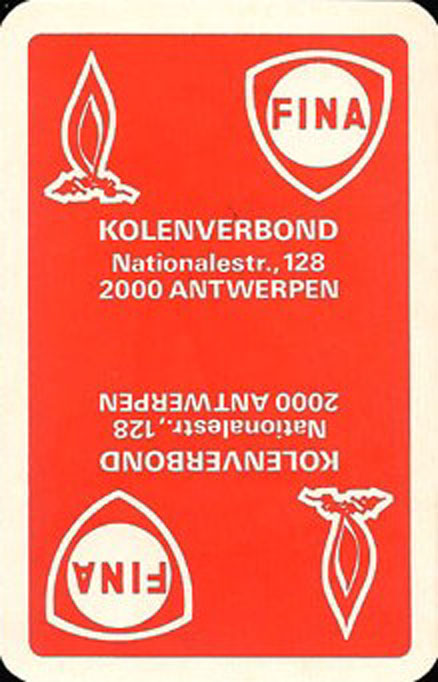 FINA
KOLENVERBOND
Nationalestr., 128
2000 ANTWERPEN
2000 ANTWERPEN
Nationalestr., 128
KOLENVERBOND
FINA